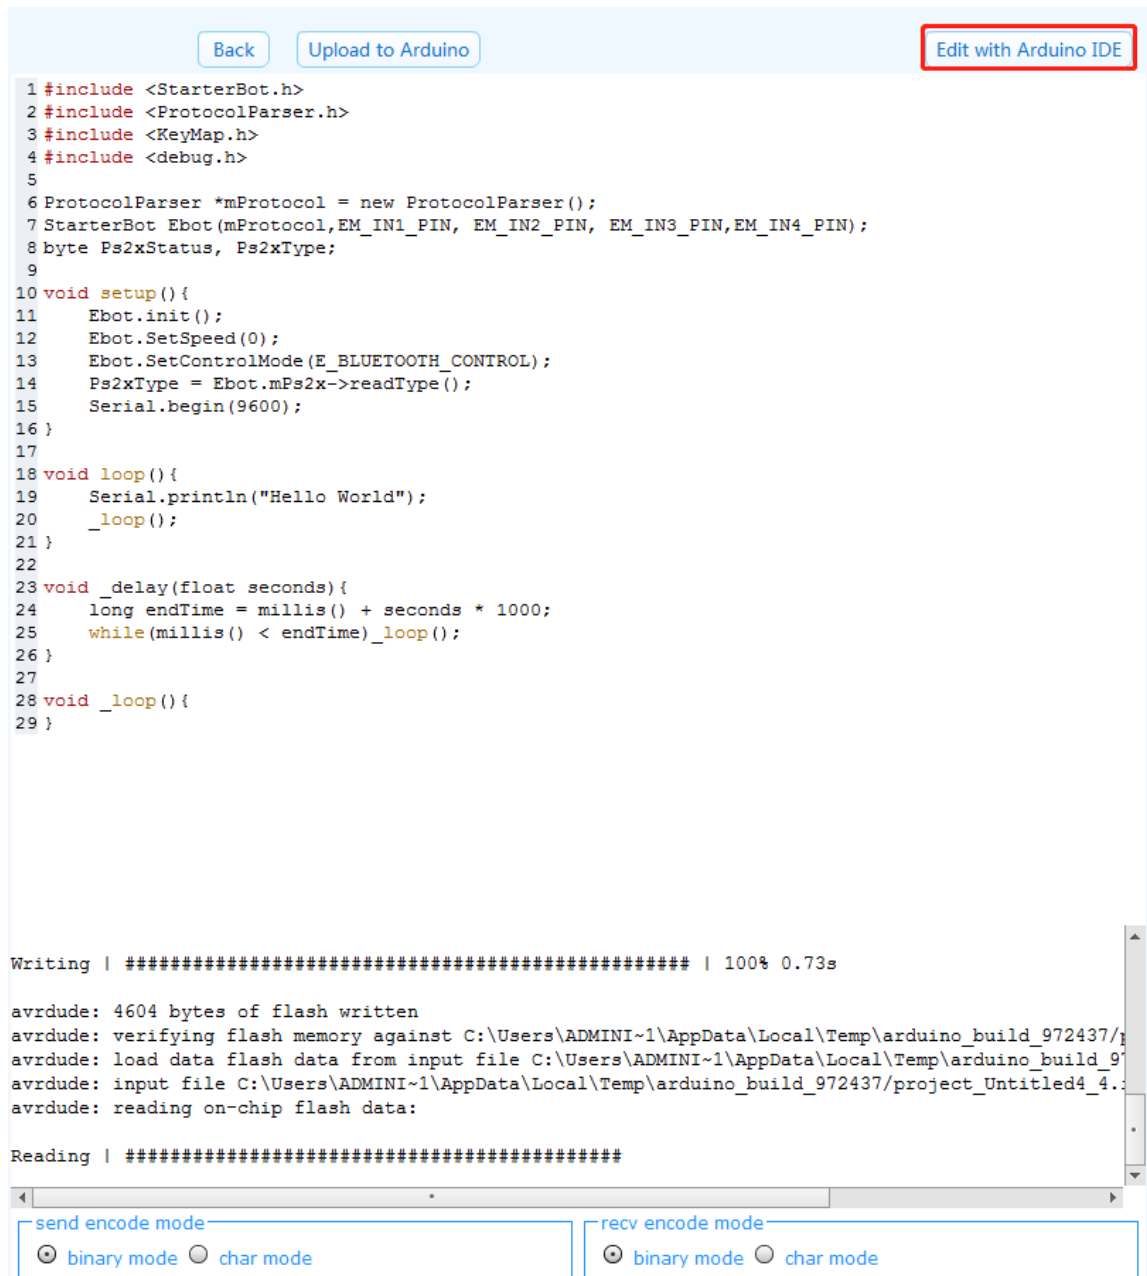 Back Upload to Arduino Edit with Arduino IDE
1 #include <StarterBot.h>
2 #include <ProtocolParser.h>
3 #include <KeyMap.h>
4 #include <debug.h>
5
6 ProtocolParser *mProtocol = new ProtocolParser();
7 StarterBot Ebot(mProtocol,EM_IN1_PIN, EM_IN2_PIN, EM_IN3_PIN,EM_IN4_PIN);
8 byte Ps2xStatus, Ps2xType;
9
10 void setup(){
11     Ebot.init();
12     Ebot.SetSpeed(0);
13     Ebot.SetControlMode(E_BLUETOOTH_CONTROL);
14     Ps2xType = Ebot.mPs2x->readType();
15     Serial.begin(9600);
16 }
17
18 void loop(){
19     Serial.println("Hello World");
20     _loop();
21 }
22
23 void _delay(float seconds){
24     long endTime = millis() + seconds * 1000;
25     while(millis() < endTime)_loop();
26 }
27
28 void _loop(){
29 }
Writing | ################################################## | 100% 0.73s
avrdude: 4604 bytes of flash written
avrdude: verifying flash memory against C:\Users\ADMINI~1\AppData\Local\Temp\arduino_build_972437/
avrdude: load data flash data from input file C:\Users\ADMINI~1\AppData\Local\Temp\arduino_build_97
avrdude: input file C:\Users\ADMINI~1\AppData\Local\Temp\arduino_build_972437/project_Untitled4_4.
avrdude: reading on-chip flash data:
Reading | ############################################
send encode mode recv encode mode
binary mode char mode binary mode char mode